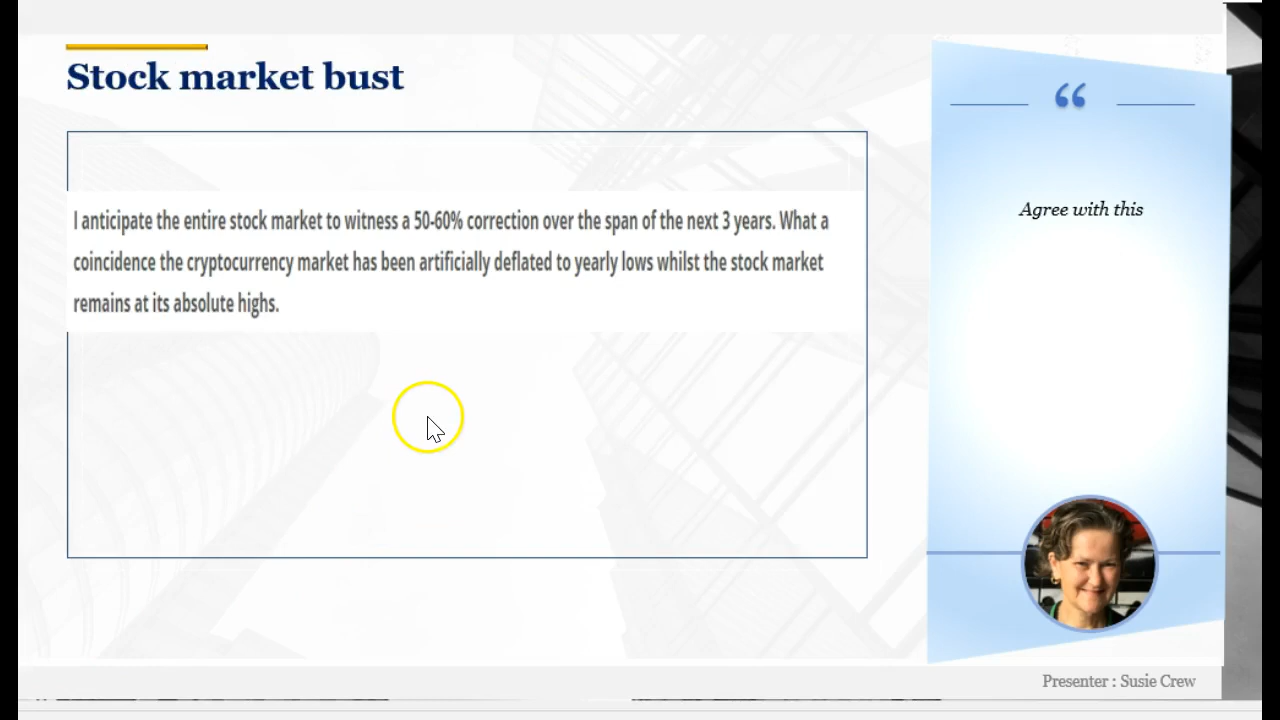 Stock market bust
I anticipate the entire stock market to witness a 50-60% correction over the span of the next 3 years. What a
coincidence the cryptocurrency market has been artificially deflated to yearly lows whilst the stock market
remains at its absolute highs.
“
Agree with this
Presenter : Susie Crew